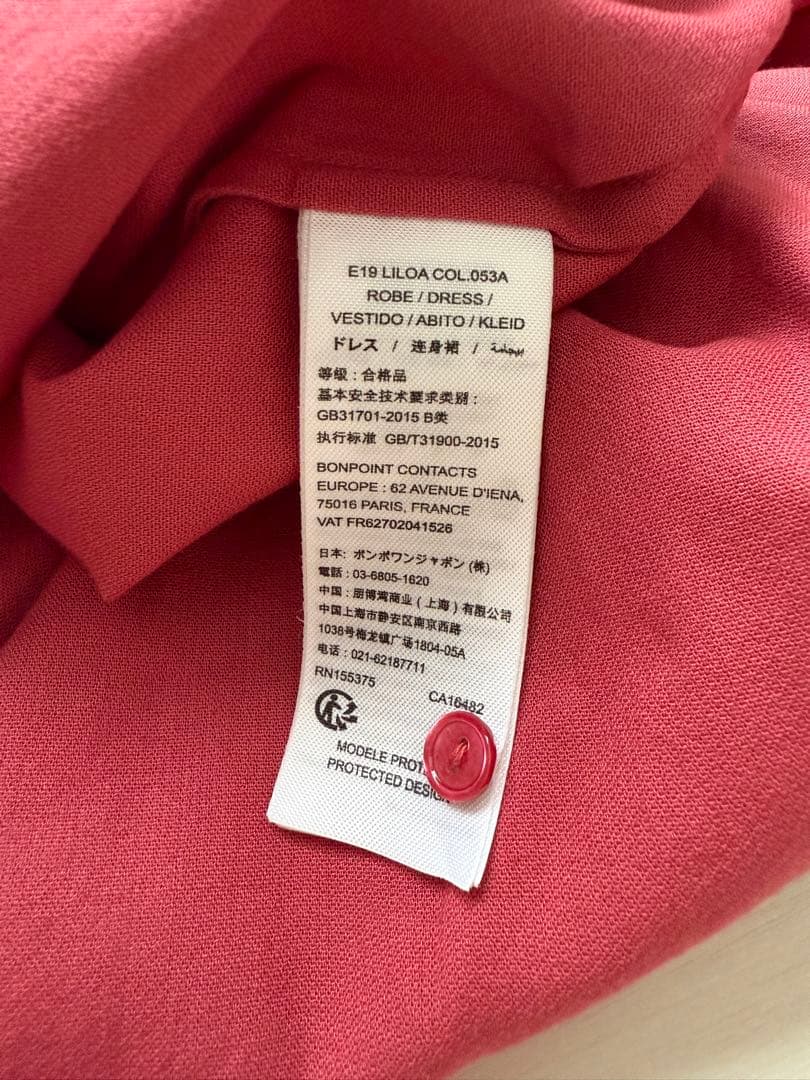 E19 LILOA COL.053A
ROBE / DRESS /
VESTIDO / ABITO / KLEID
ドレス / 连身裙 /
等级 : 合格品
基本安全技术要求类别 :
GB31701-2015 B类
执行标准 GB/T31900-2015
BONPOINT CONTACTS
EUROPE : 62 AVENUE D'IENA,
75016 PARIS, FRANCE
VAT FR62702041526
日本: ボンポワンジャポン (株)
電話 : 03-6805-1620
中国 : 朋博湾商业 ( 上海 ) 有限公司
中国上海市静安区南京西路
1038号梅龙镇广场1804-05A
电话 : 021-62187711
RN155375
CA16482
MODELE
PROTECTED DESIGN